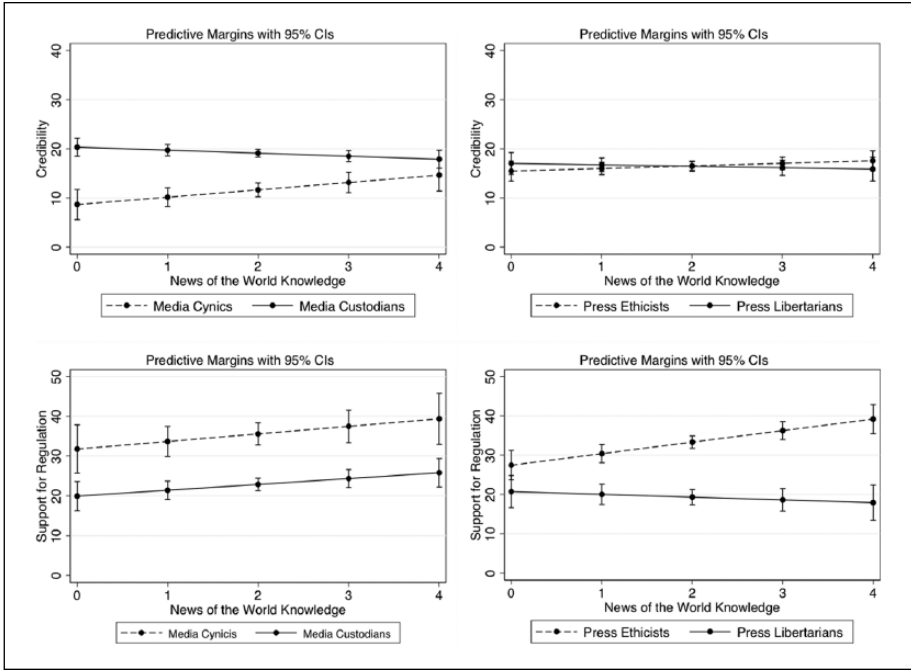 Predictive Margins with 95% CIs
40
30
20
10
0
Credibility
0 1 2 3 4
News of the World Knowledge
Media Cynics Media Custodians
Predictive Margins with 95% CIs
40
30
20
10
0
Credibility
0 1 2 3 4
News of the World Knowledge
Press Ethicists Press Libertarians
Predictive Margins with 95% CIs
50
40
30
20
10
0
Support for Regulation
0 1 2 3 4
News of the World Knowledge
Media Cynicis Media Custodians
Predictive Margins with 95% CIs
50
40
30
20
10
0
Support for Regulation
0 1 2 3 4
News of the World Knowledge
Press Ethicists Press Libertarians